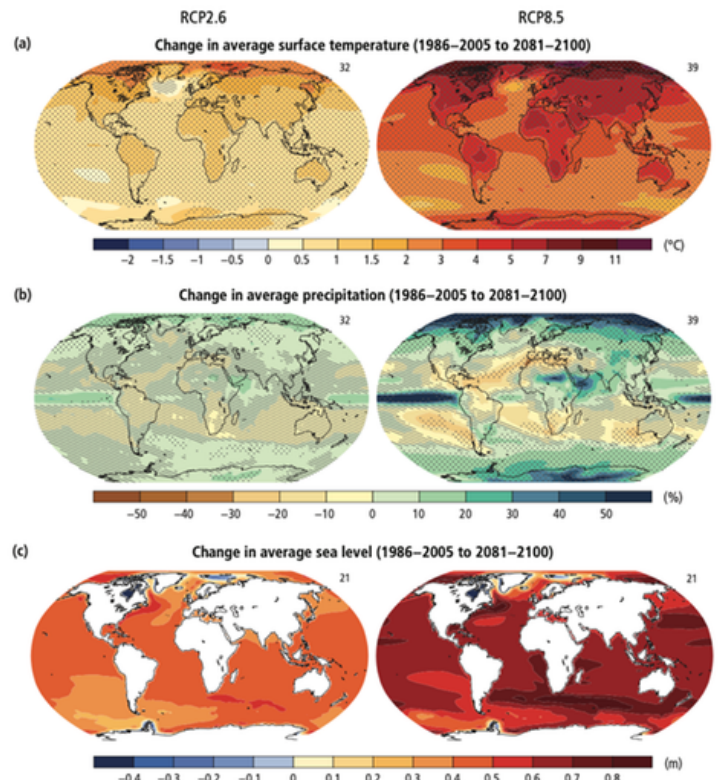 RCP2.6 RCP8.5
(a) Change in average surface temperature (1986–2005 to 2081–2100)
32 39
−2 −1.5 −1 −0.5 0 0.5 1 1.5 2 3 4 5 7 9 11 (°C)
(b) Change in average precipitation (1986–2005 to 2081–2100)
32 39
−50 −40 −30 −20 −10 0 10 20 30 40 50 (%)
(c) Change in average sea level (1986–2005 to 2081–2100)
21 21
−0.4 −0.3 −0.2 −0.1 0 0.1 0.2 0.3 0.4 0.5 0.6 0.7 0.8 (m)